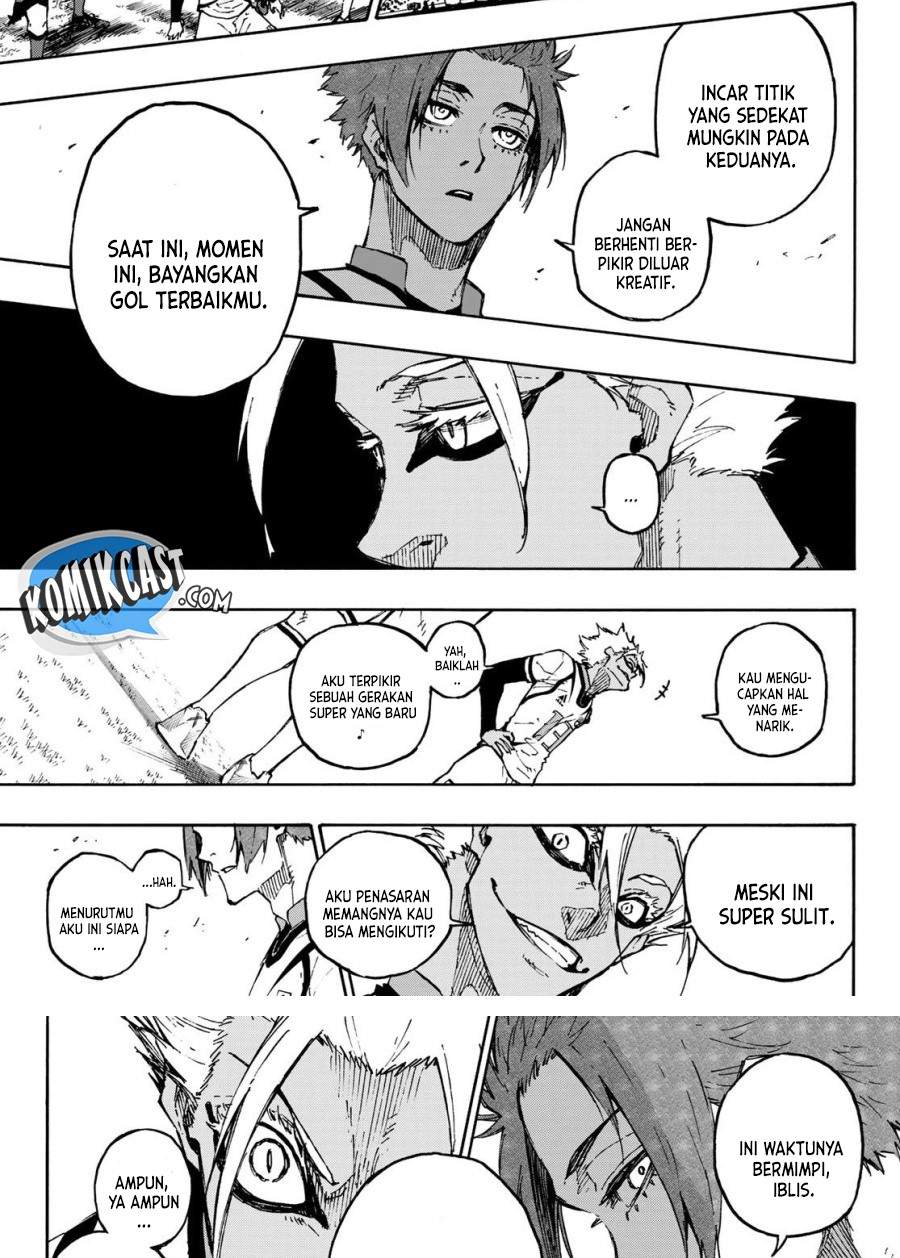 INCAR TITIK
YANG SEDEKAT
MUNGKIN PADA
KEDUANYA.
JANGAN
BERHENTI BER-
PIKIR DILUAR
KREATIF.
SAAT INI, MOMEN
INI, BAYANGKAN
GOL TERBAIKMU.
...
KOMIKCAST
.COM
KAU MENGU-
CAPKAN HAL
YANG ME-
NARIK.
YAH,
BAIKLAH
..
AKU TERPIKIR
SEBUAH GERAKAN
SUPER YANG BARU
♪
MESKI INI
SUPER SULIT.
AKU PENASARAN
MEMANGNYA KAU
BISA MENGIKUTI?
...HAH.
MENURUTMU
AKU INI SIAPA
...
INI WAKTUNYA
BERMIMPI,
IBLIS.
AMPUN,
YA AMPUN
...